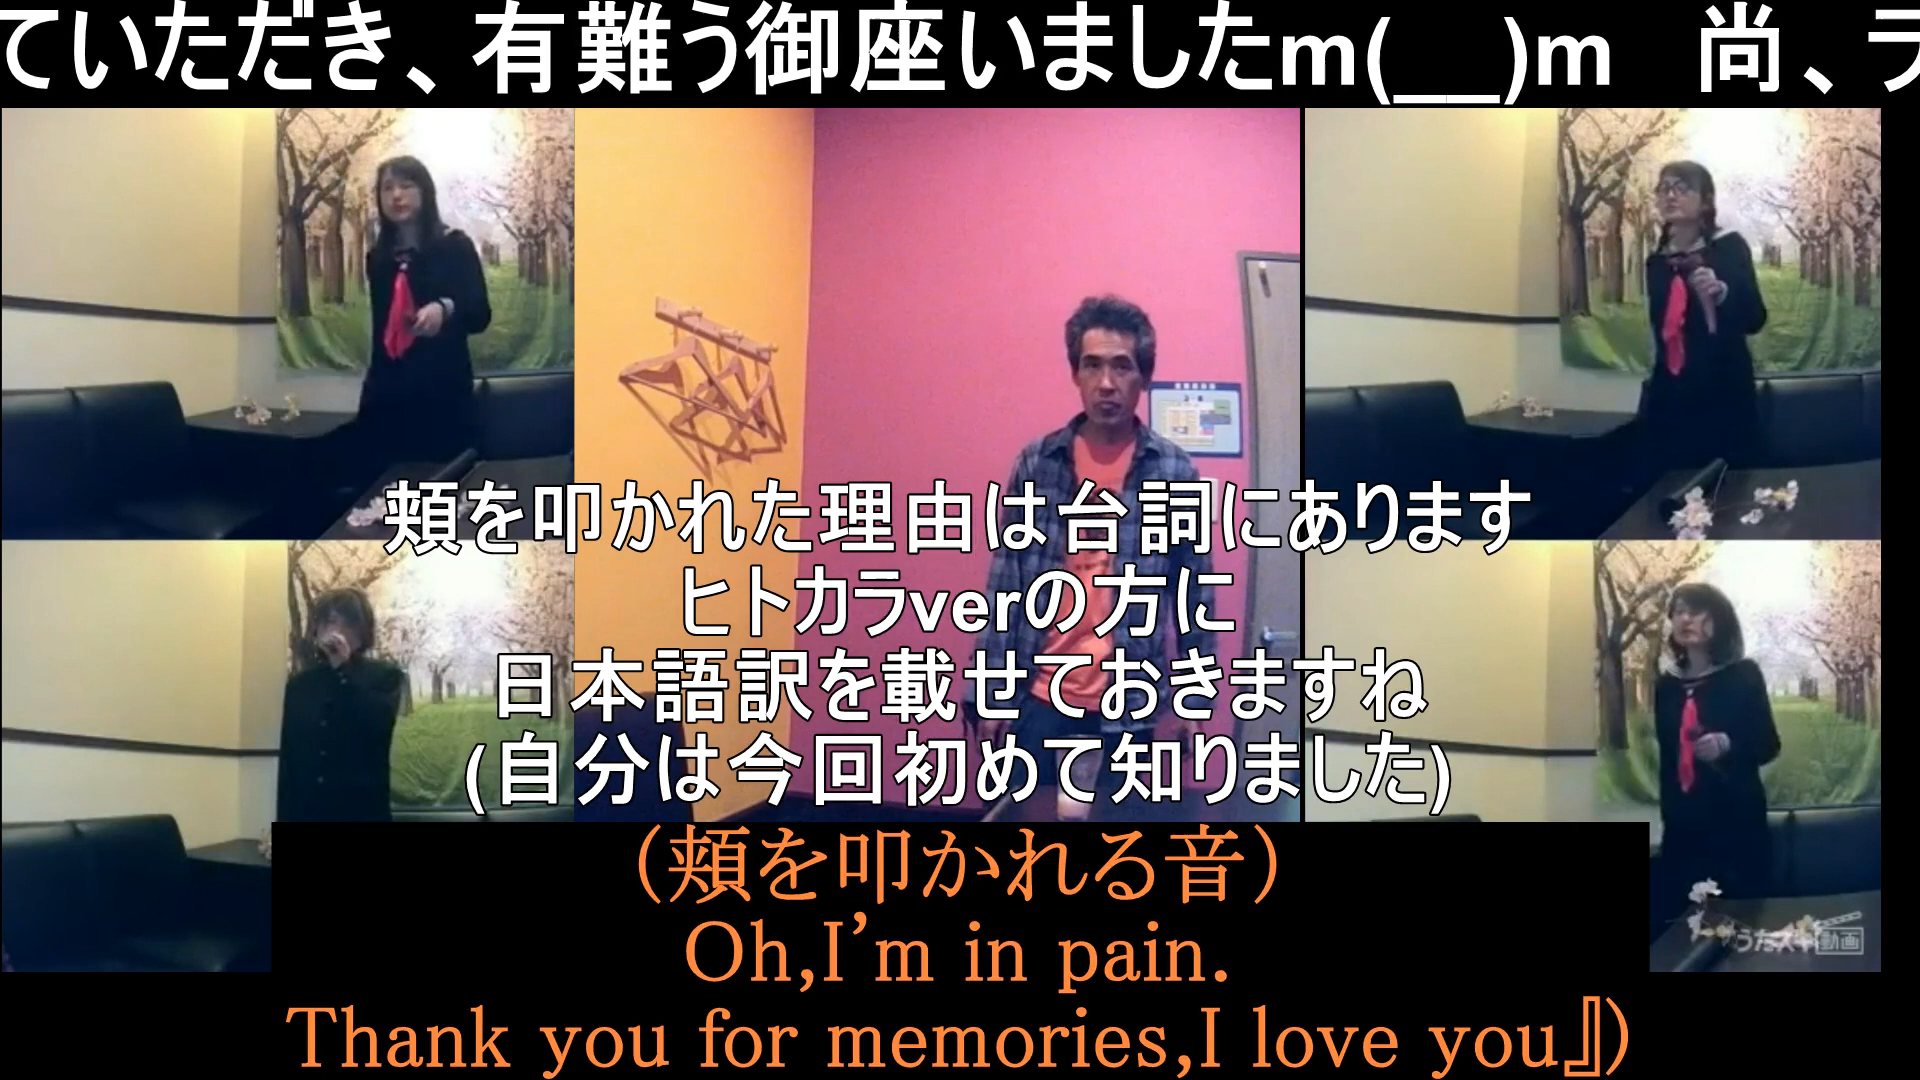 ていただき、有難う御座いましたm(__)m　尚、ラ
頬を叩かれた理由は台詞にあります
ヒトカラverの方に
日本語訳を載せておきますね
(自分は今回初めて知りました)
（頬を叩かれる音）
Oh,I’m in pain.
Thank you for memories,I love you』)
うたスキ動画